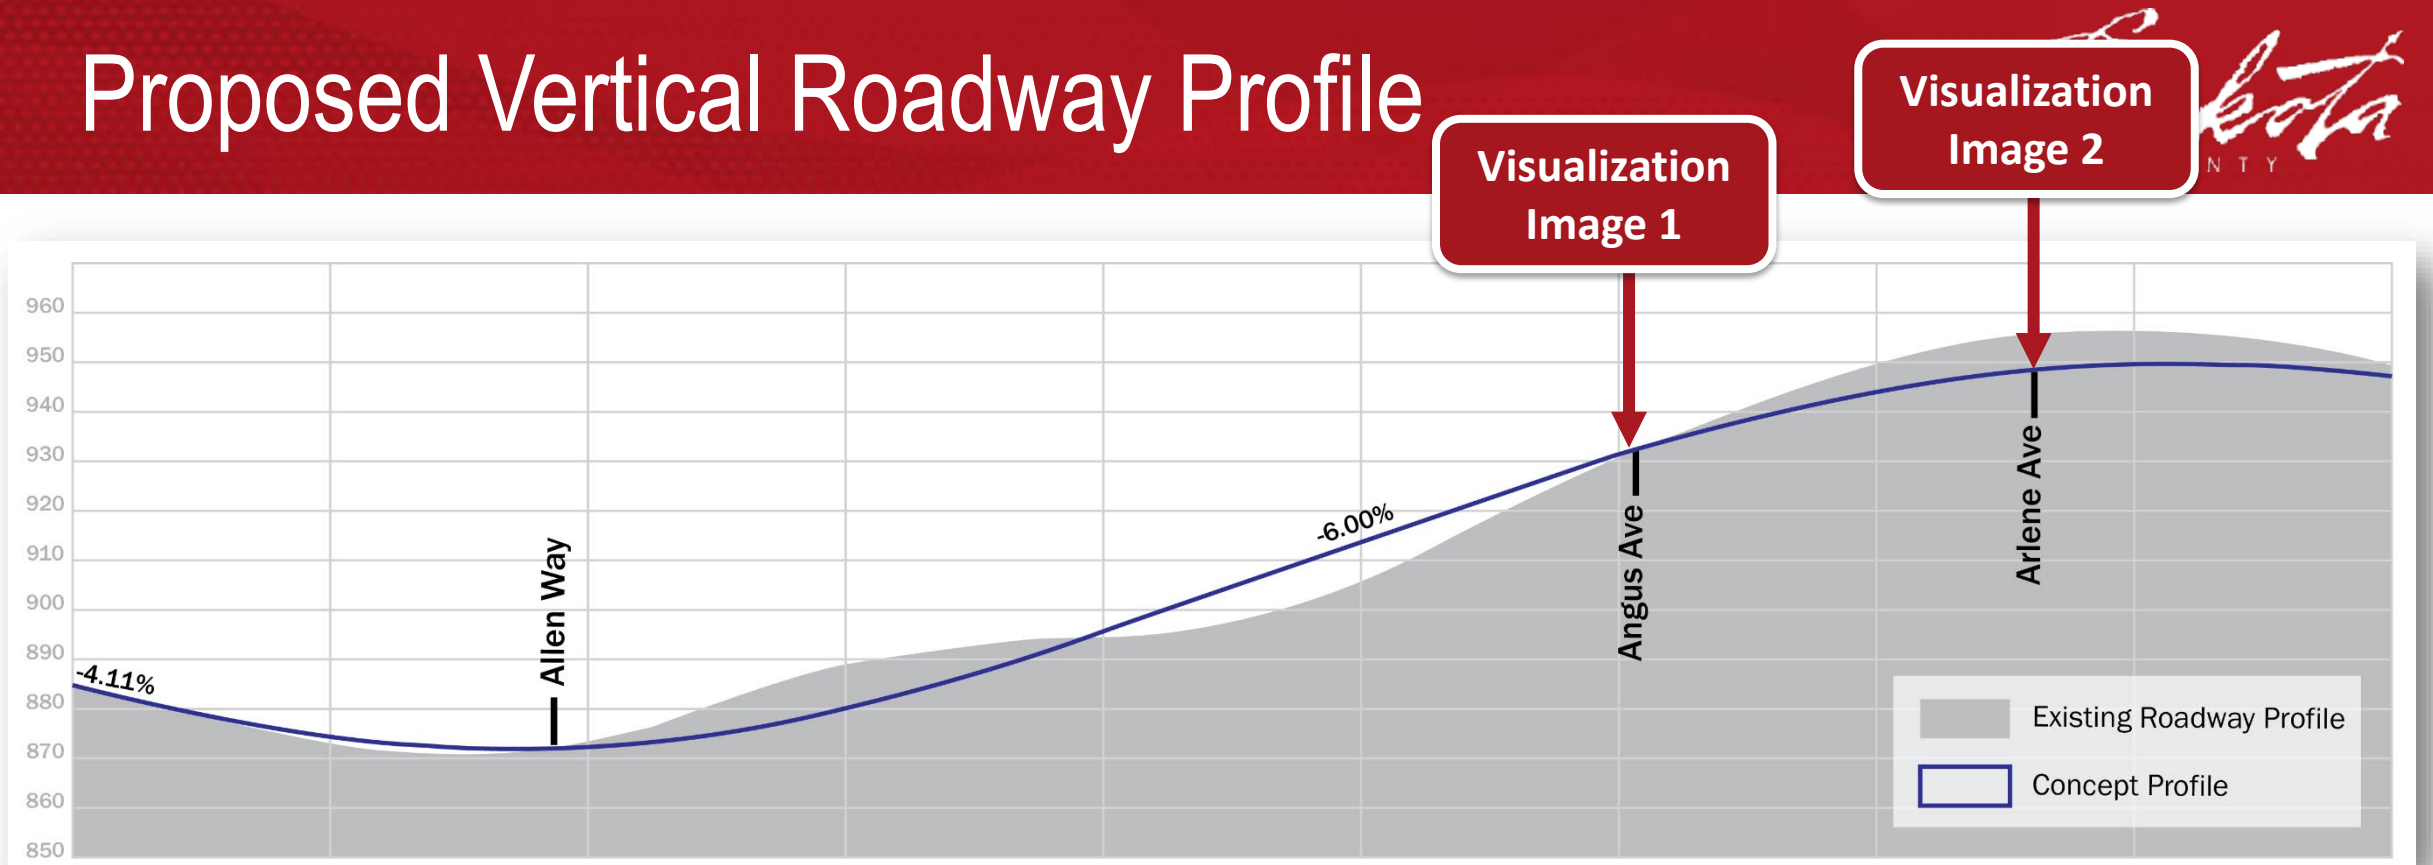 Proposed Vertical Roadway Profile
Visualization
Image 1
Visualization
Image 2
NTY
960
950
940
930
920
910
900
890
880
870
860
850
-4.11%
Allen Way
-6.00%
Angus Ave
Arlene Ave
Existing Roadway Profile
Concept Profile